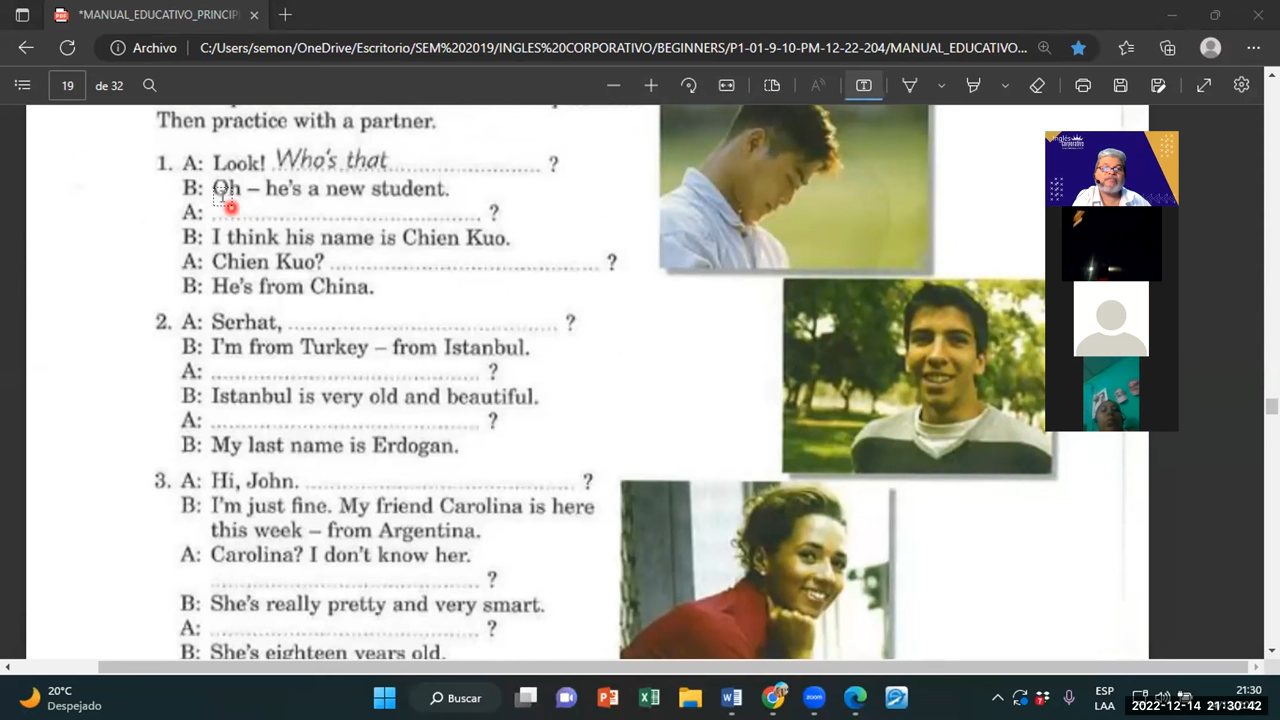 *MANUAL_EDUCATIVO_PRINCIPI
Archivo
C:/Users/semon/OneDrive/Escritorio/SEM%202019/INGLES%20CORPORATIVO/BEGINNERS/P1-01-9-10-PM-12-22-204/MANUAL_EDUCATIVO...
19 de 32
Then practice with a partner.
1. A: Look! Who's that ?
B: Oh – he's a new student.
A: ?
B: I think his name is Chien Kuo.
A: Chien Kuo? ?
B: He's from China.
2. A: Serhat, ?
B: I'm from Turkey – from Istanbul.
A: ?
B: Istanbul is very old and beautiful.
A: ?
B: My last name is Erdogan.
3. A: Hi, John. ?
B: I'm just fine. My friend Carolina is here
this week – from Argentina.
A: Carolina? I don't know her.
?
B: She's really pretty and very smart.
A: ?
B: She's eighteen years old.
20°C
Despejado
Buscar
ESP
LAA
21:30
2022-12-14 21:30:42